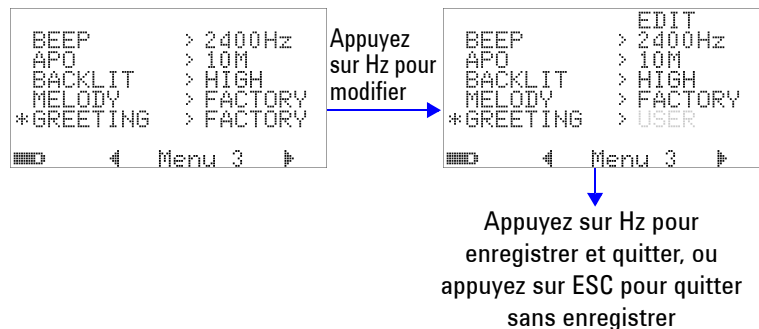 BEEP > 2400Hz
APO > 10M
BACKLIT > HIGH
MELODY > FACTORY
*GREETING > FACTORY
Menu 3
Appuyez
sur Hz pour
modifier
EDIT
BEEP > 2400Hz
APO > 10M
BACKLIT > HIGH
MELODY > FACTORY
*GREETING > USER
Menu 3
Appuyez sur Hz pour
enregistrer et quitter, ou
appuyez sur ESC pour quitter
sans enregistrer